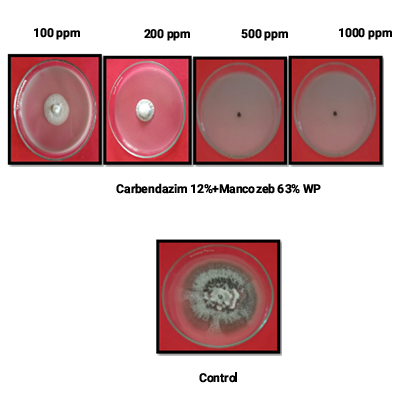 100 ppm 200 ppm 500 ppm 1000 ppm
Carbendazim 12%+Mancozeb 63% WP
Control